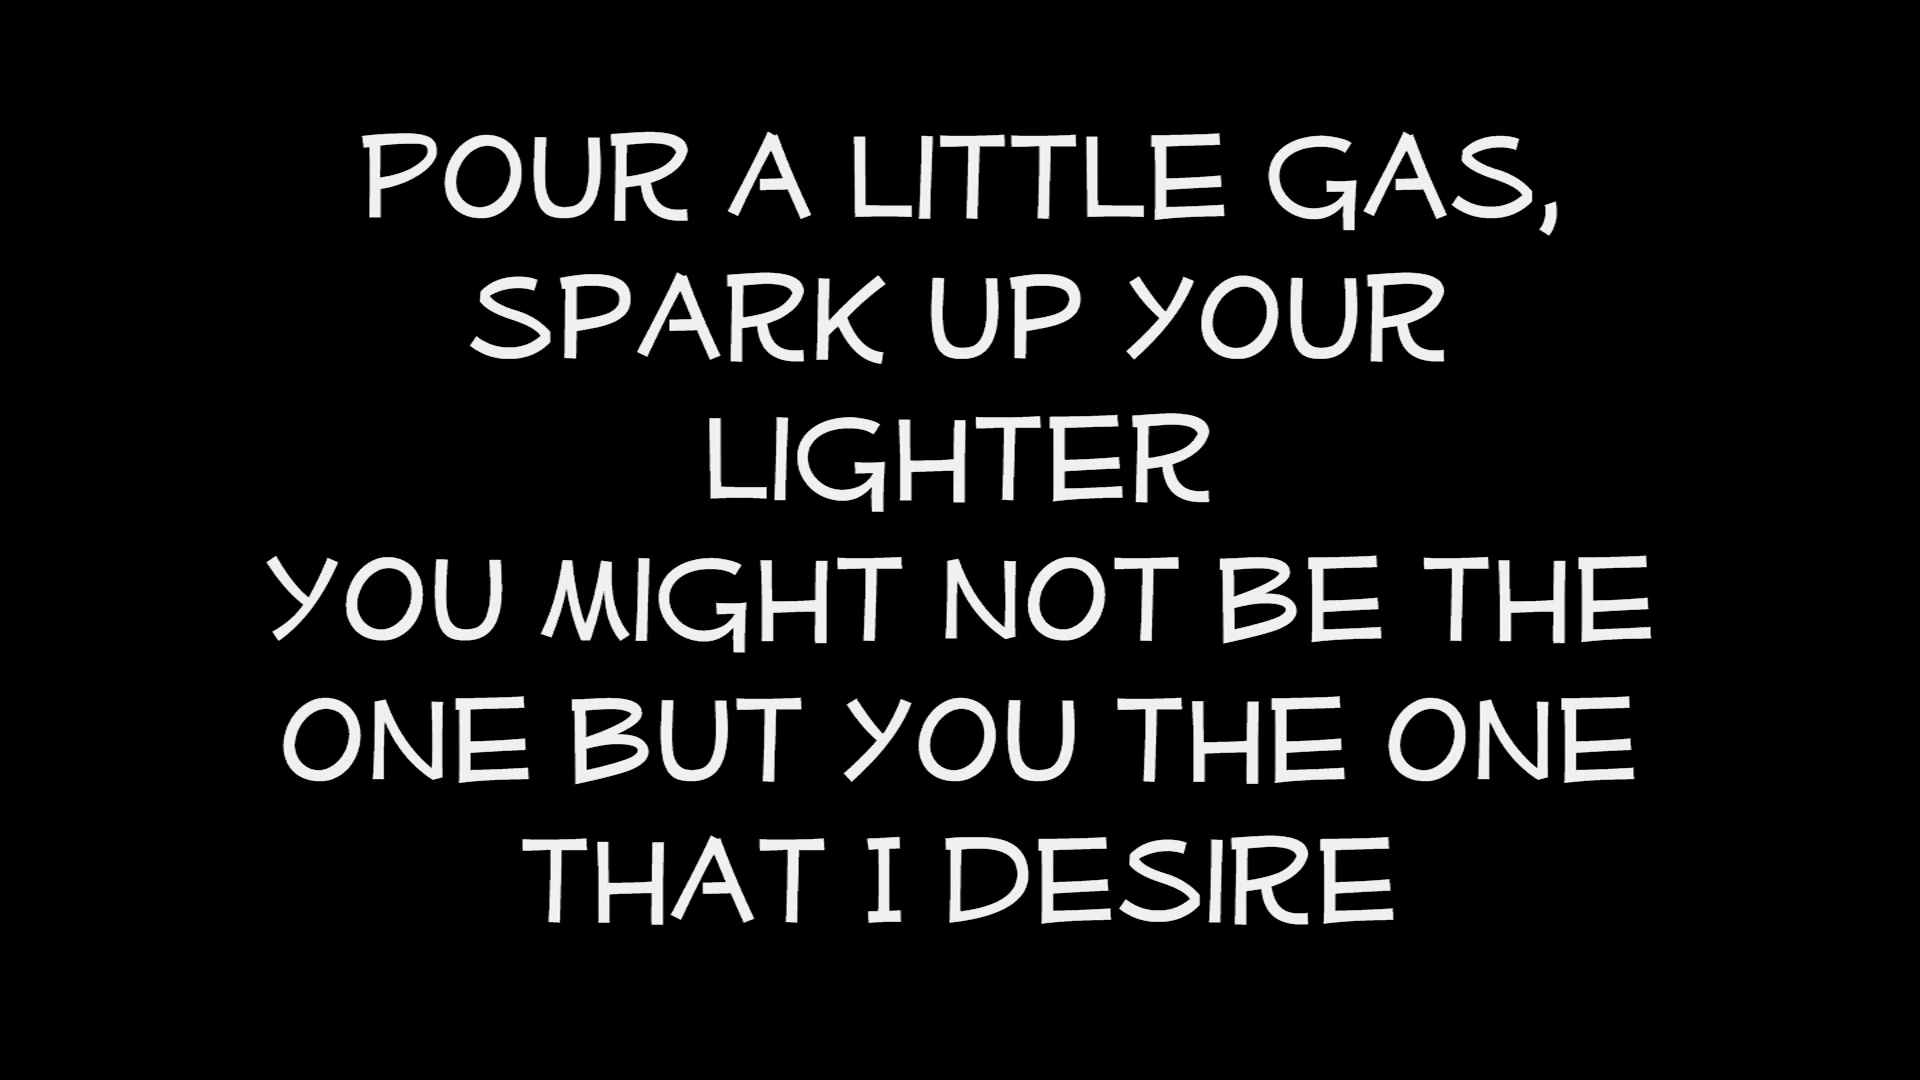 POUR A LITTLE GAS,
SPARK UP YOUR
LIGHTER
YOU MIGHT NOT BE THE
ONE BUT YOU THE ONE
THAT I DESIRE